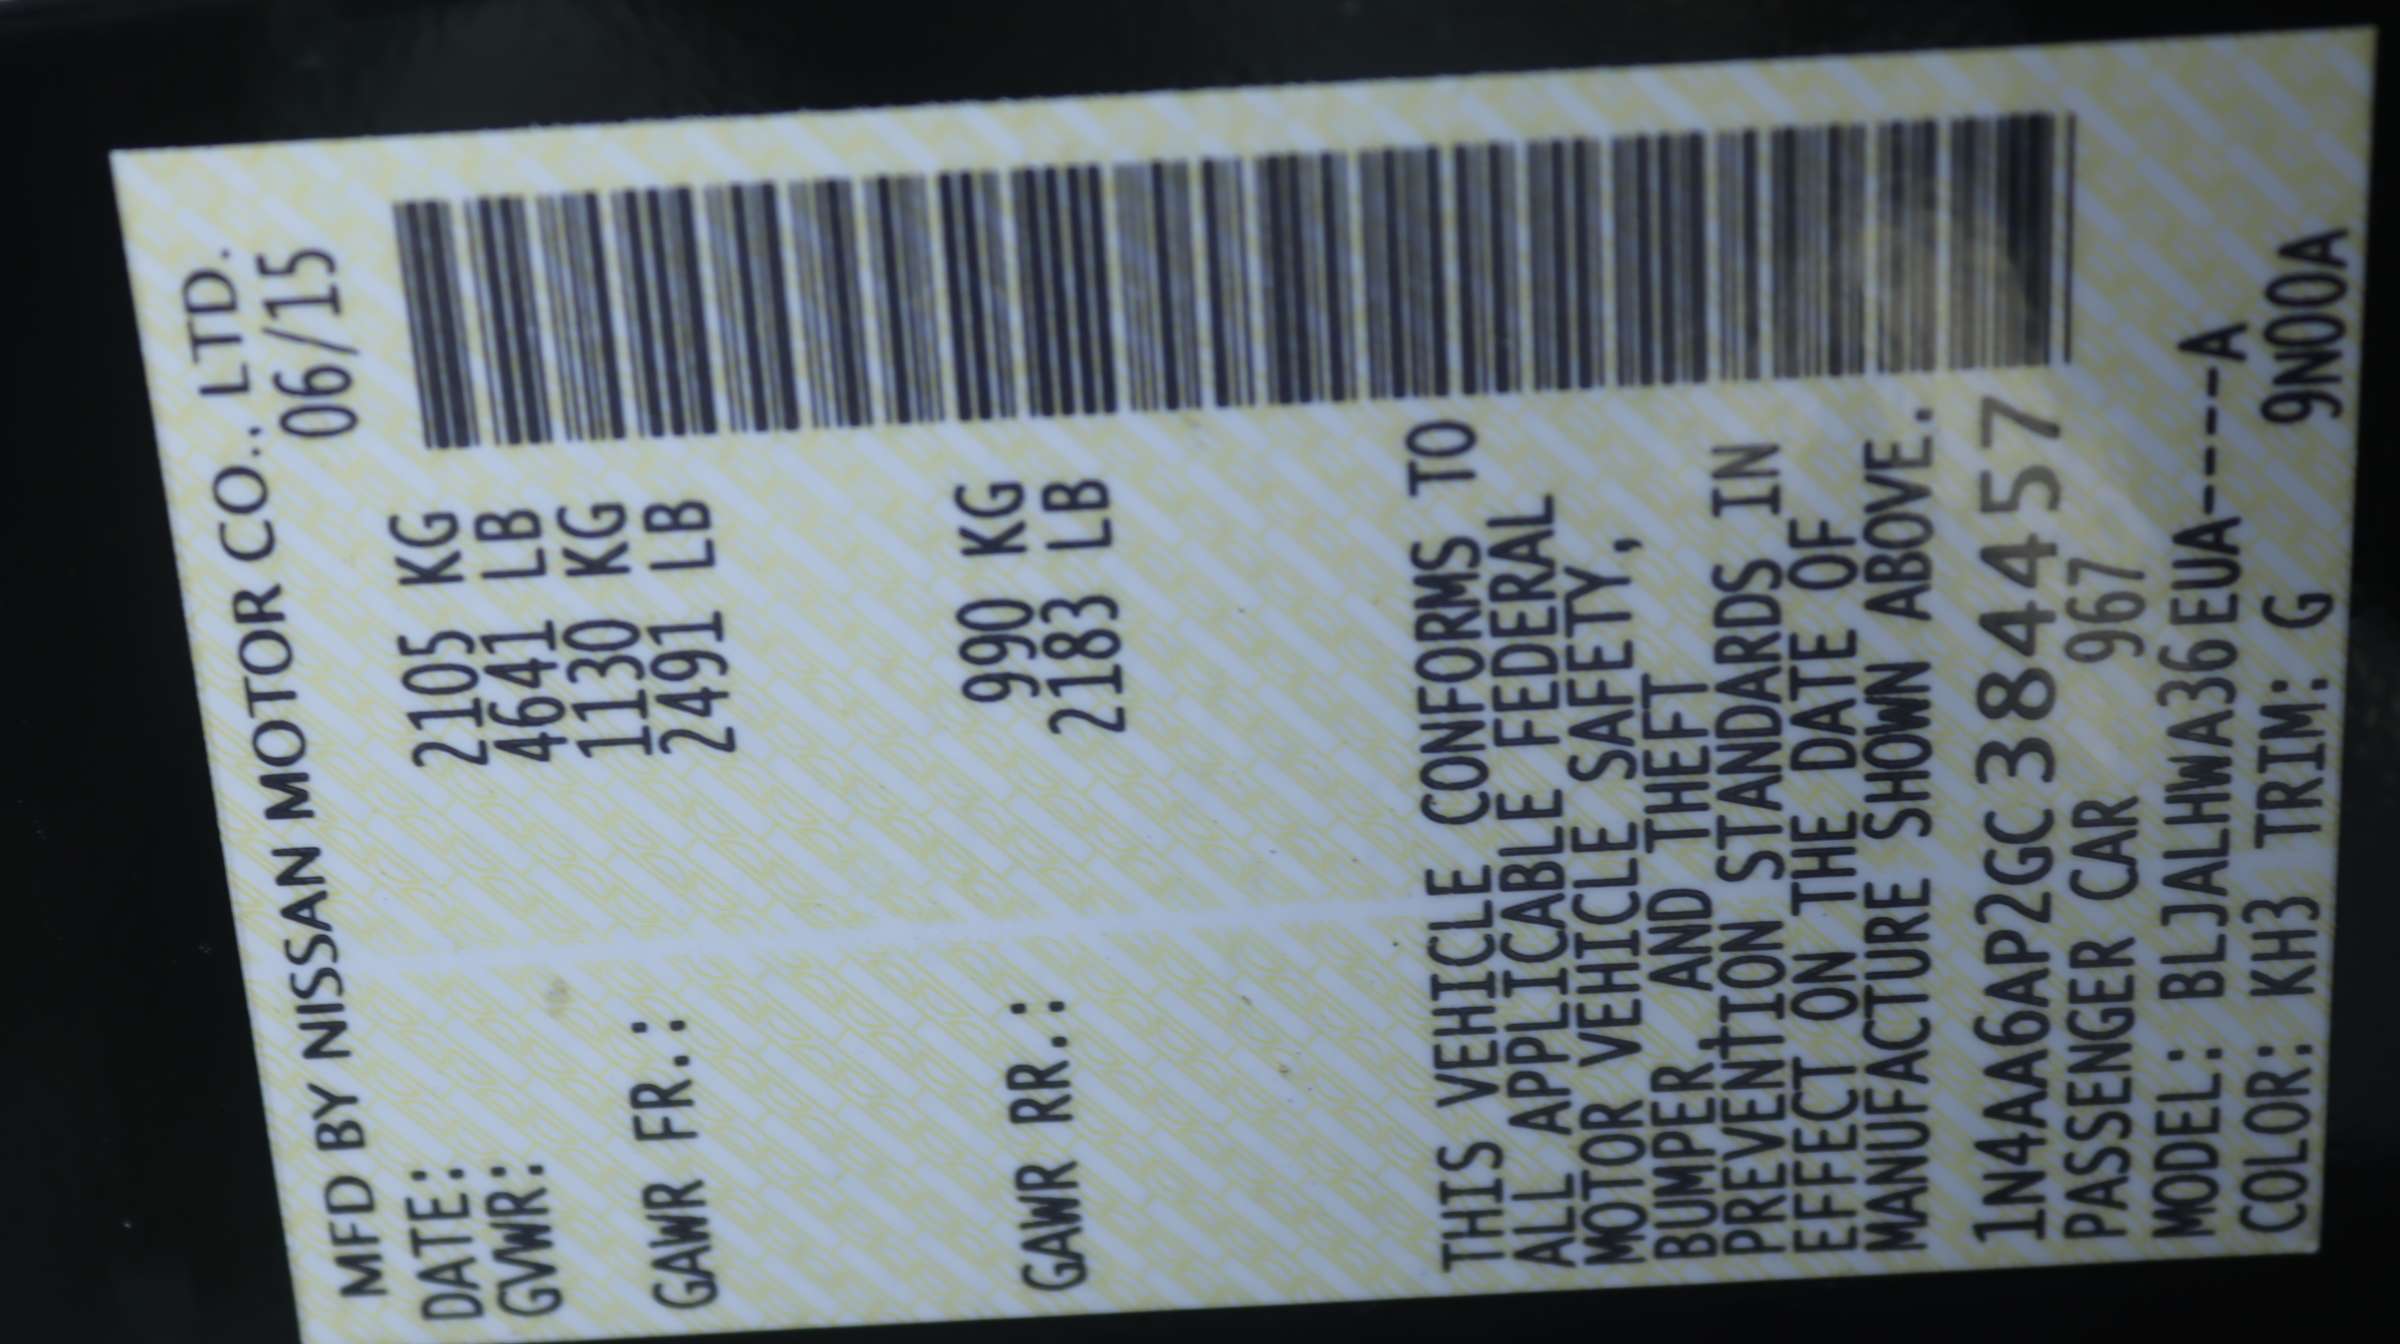 MFD BY NISSAN MOTOR CO., LTD.
DATE: 06/15
GVWR: 2105 KG
4641 LB
GAWR FR.: 1130 KG
2491 LB
GAWR RR.: 990 KG
2183 LB
THIS VEHICLE CONFORMS TO
ALL APPLICABLE FEDERAL
MOTOR VEHICLE SAFETY,
BUMPER, AND THEFT
PREVENTION STANDARDS IN
EFFECT ON THE DATE OF
MANUFACTURE SHOWN ABOVE.
1N4AA6AP2GC384457
PASSENGER CAR 967
MODEL: BLJALHWA36EUA-----A
COLOR: KH3 TRIM: G 9N00A